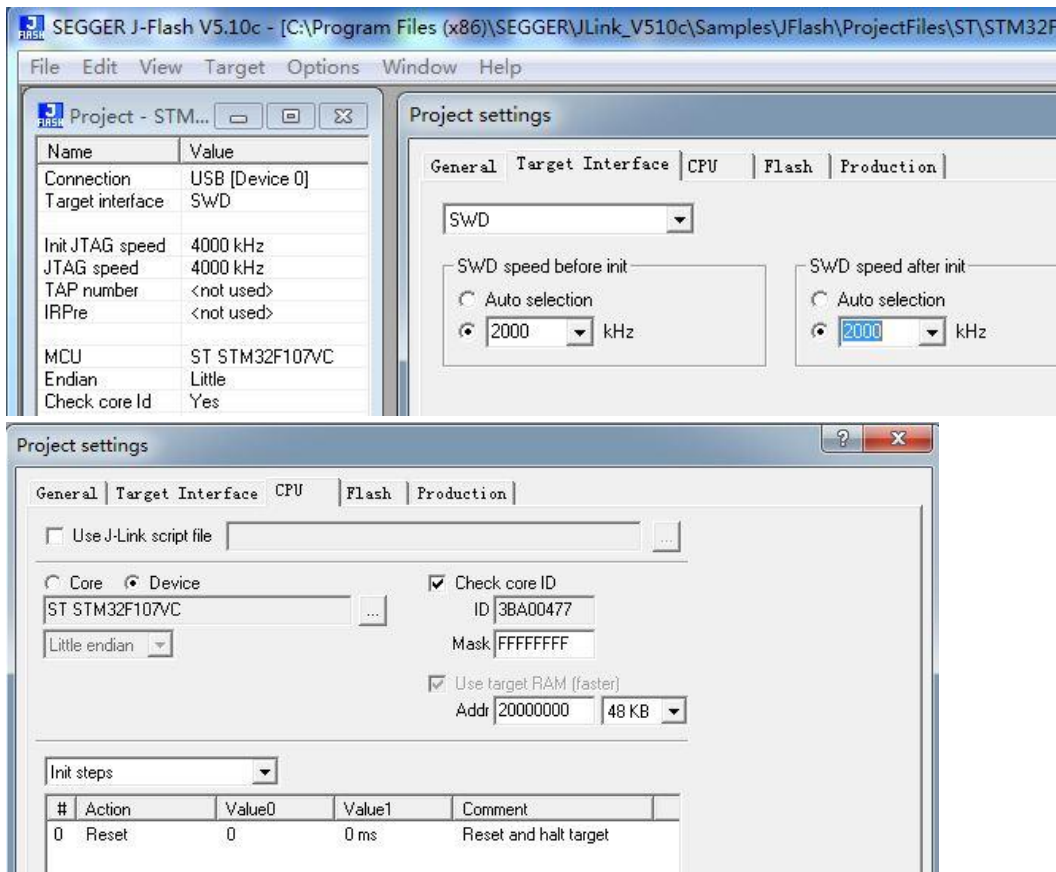 SEGGER J-Flash V5.10c - [C:\Program Files (x86)\SEGGER\JLink_V510c\Samples\JFlash\ProjectFiles\ST\STM32F
File Edit View Target Options Window Help
Project - STM...
Name Value
Connection USB [Device 0]
Target interface SWD
Init JTAG speed 4000 kHz
JTAG speed 4000 kHz
TAP number <not used>
IRPre <not used>
MCU ST STM32F107VC
Endian Little
Check core Id Yes
Project settings
General Target Interface CPU Flash Production
SWD
SWD speed before init SWD speed after init
Auto selection Auto selection
2000 kHz 2000 kHz
Project settings
General Target Interface CPU Flash Production
Use J-Link script file ...
Core Device Check core ID
ST STM32F107VC ... ID 3BA00477
Little endian Mask FFFFFFFF
Use target RAM (faster)
Addr 20000000 48 KB
Init steps
# Action Value0 Value1 Comment
0 Reset 0 0 ms Reset and halt target